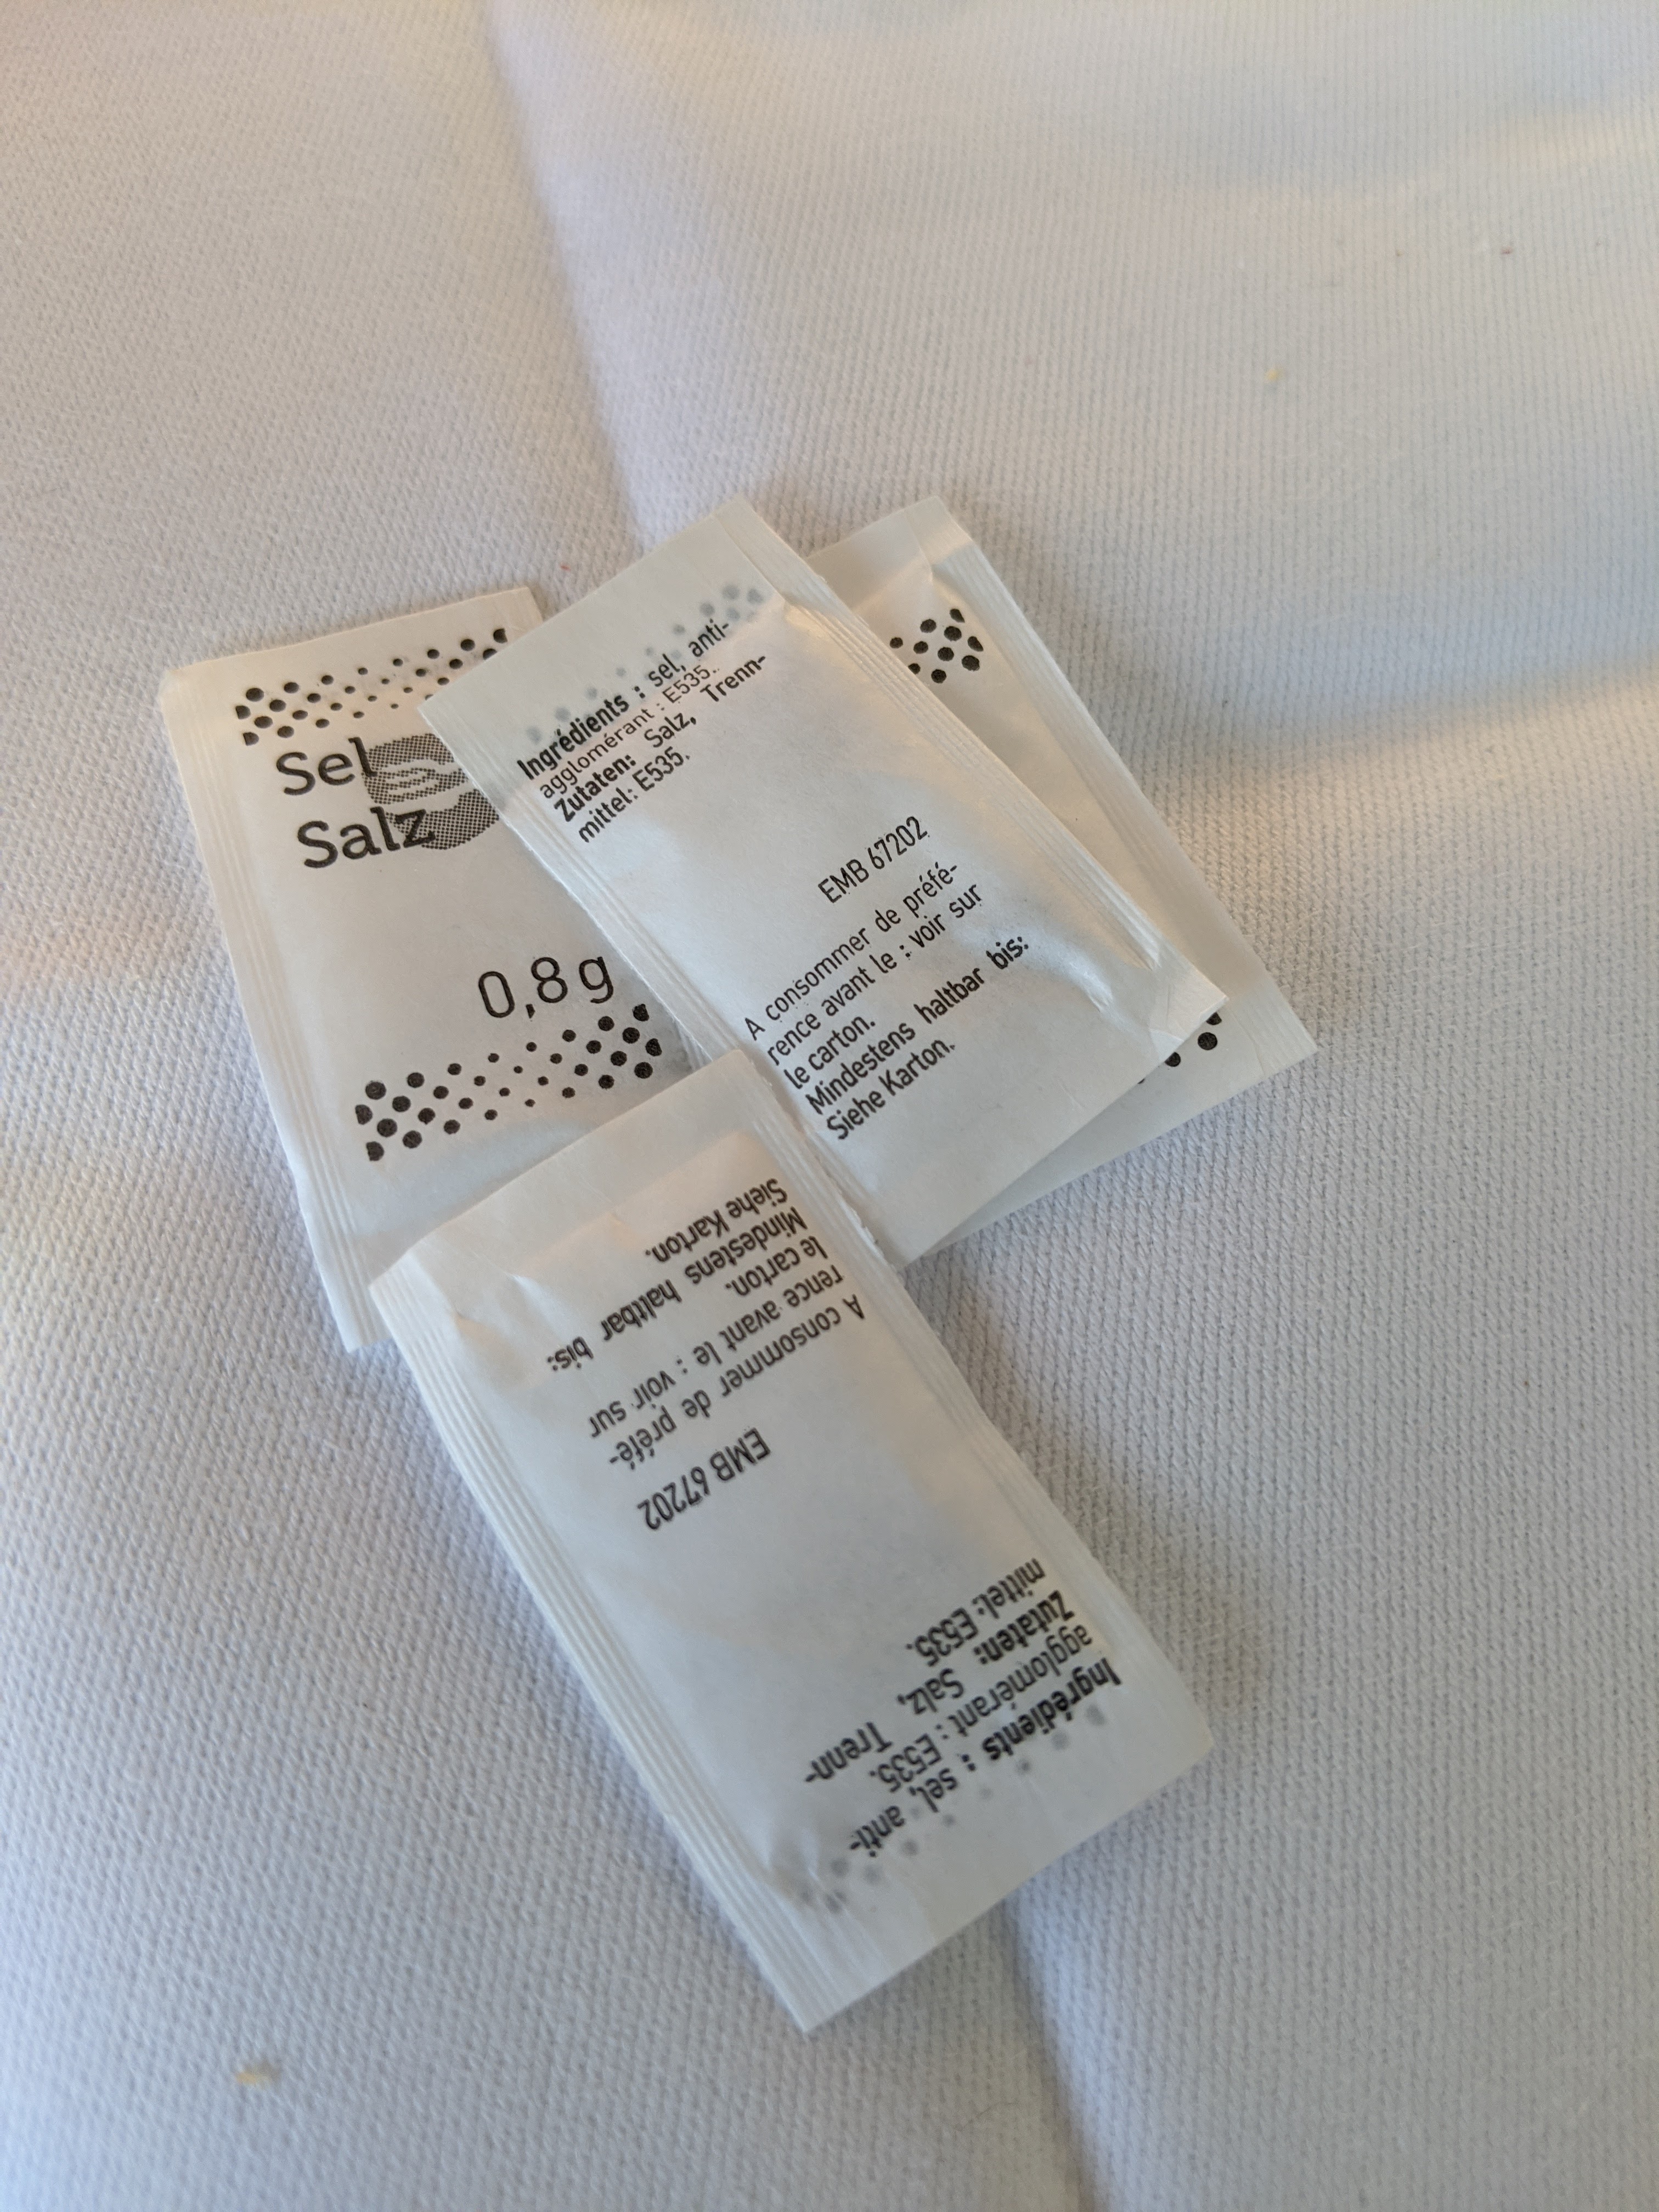 Sel
Salz
0,8 g
Ingrédients : sel, anti-
agglomérant : E535.
Zutaten: Salz, Trenn-
mittel: E535.
EMB 67202
A consommer de préfé-
rence avant le : voir sur
le carton.
Mindestens haltbar bis:
Siehe Karton.
Ingrédients : sel, anti-
agglomérant : E535.
Zutaten: Salz, Trenn-
mittel: E535.
EMB 67202
A consommer de préfé-
rence avant le : voir sur
le carton.
Mindestens haltbar bis:
Siehe Karton.